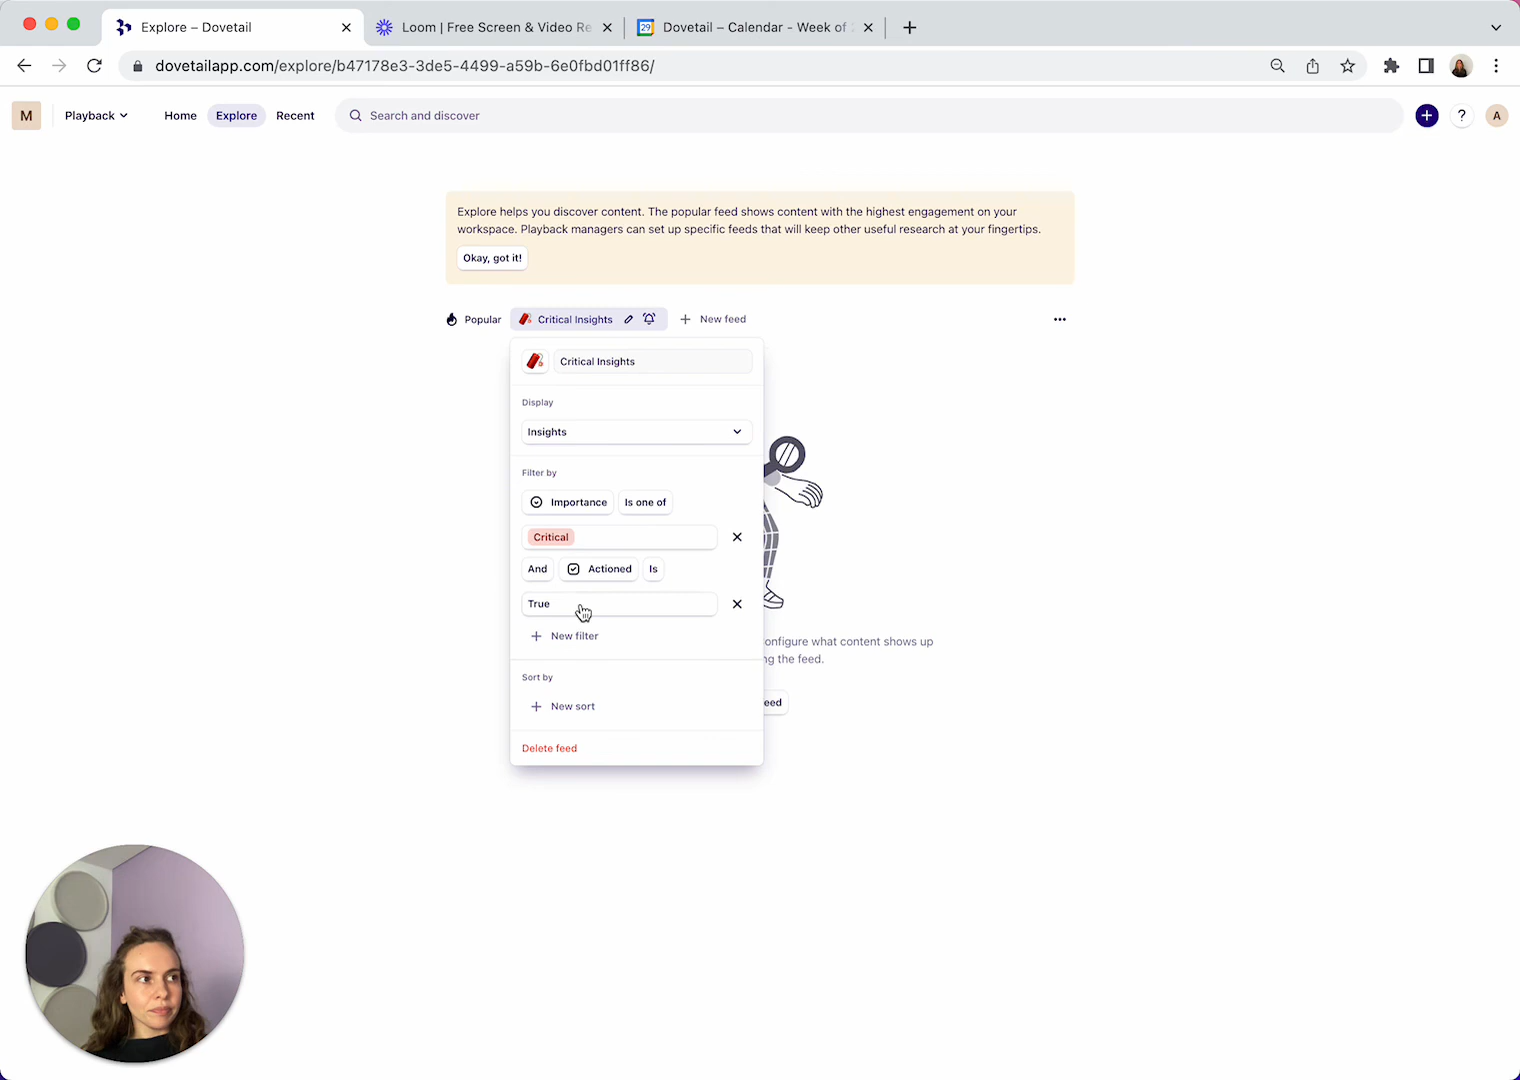 Explore – Dovetail
Loom | Free Screen & Video Re
29
Dovetail – Calendar - Week of
dovetailapp.com/explore/b47178e3-3de5-4499-a59b-6e0fbd01ff86/
M
Playback
Home
Explore
Recent
Search and discover
?
A
Explore helps you discover content. The popular feed shows content with the highest engagement on your
workspace. Playback managers can set up specific feeds that will keep other useful research at your fingertips.
Okay, got it!
Popular
Critical Insights
New feed
Critical Insights
Display
Insights
Filter by
Importance
Is one of
Critical
And
Actioned
Is
True
New filter
onfigure what content shows up
ng the feed.
Sort by
New sort
eed
Delete feed